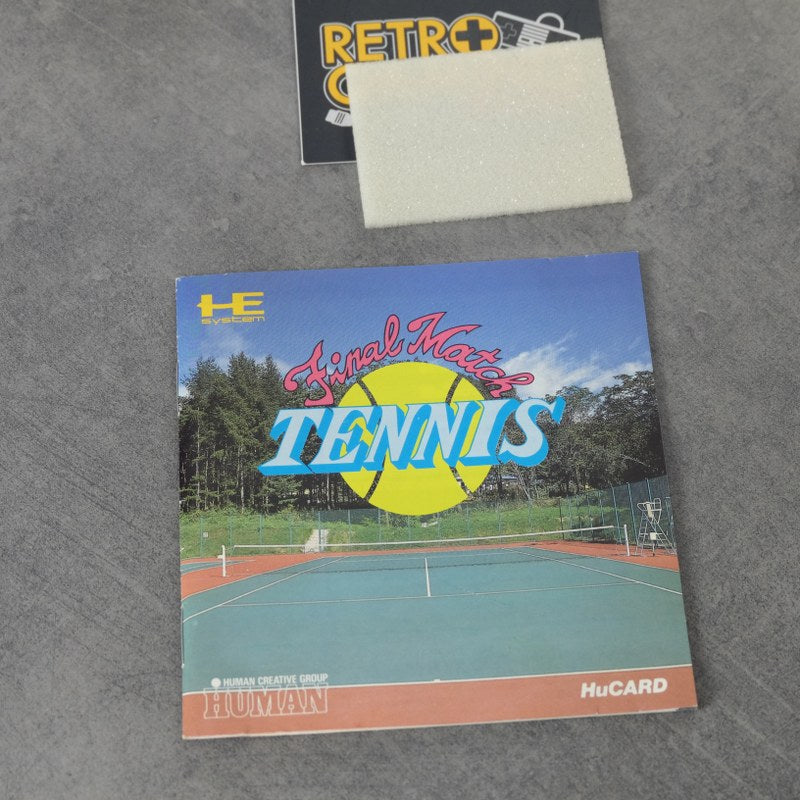 RETRO
HE
system
Final Match
TENNIS
HUMAN CREATIVE GROUP
HUMAN
HuCARD